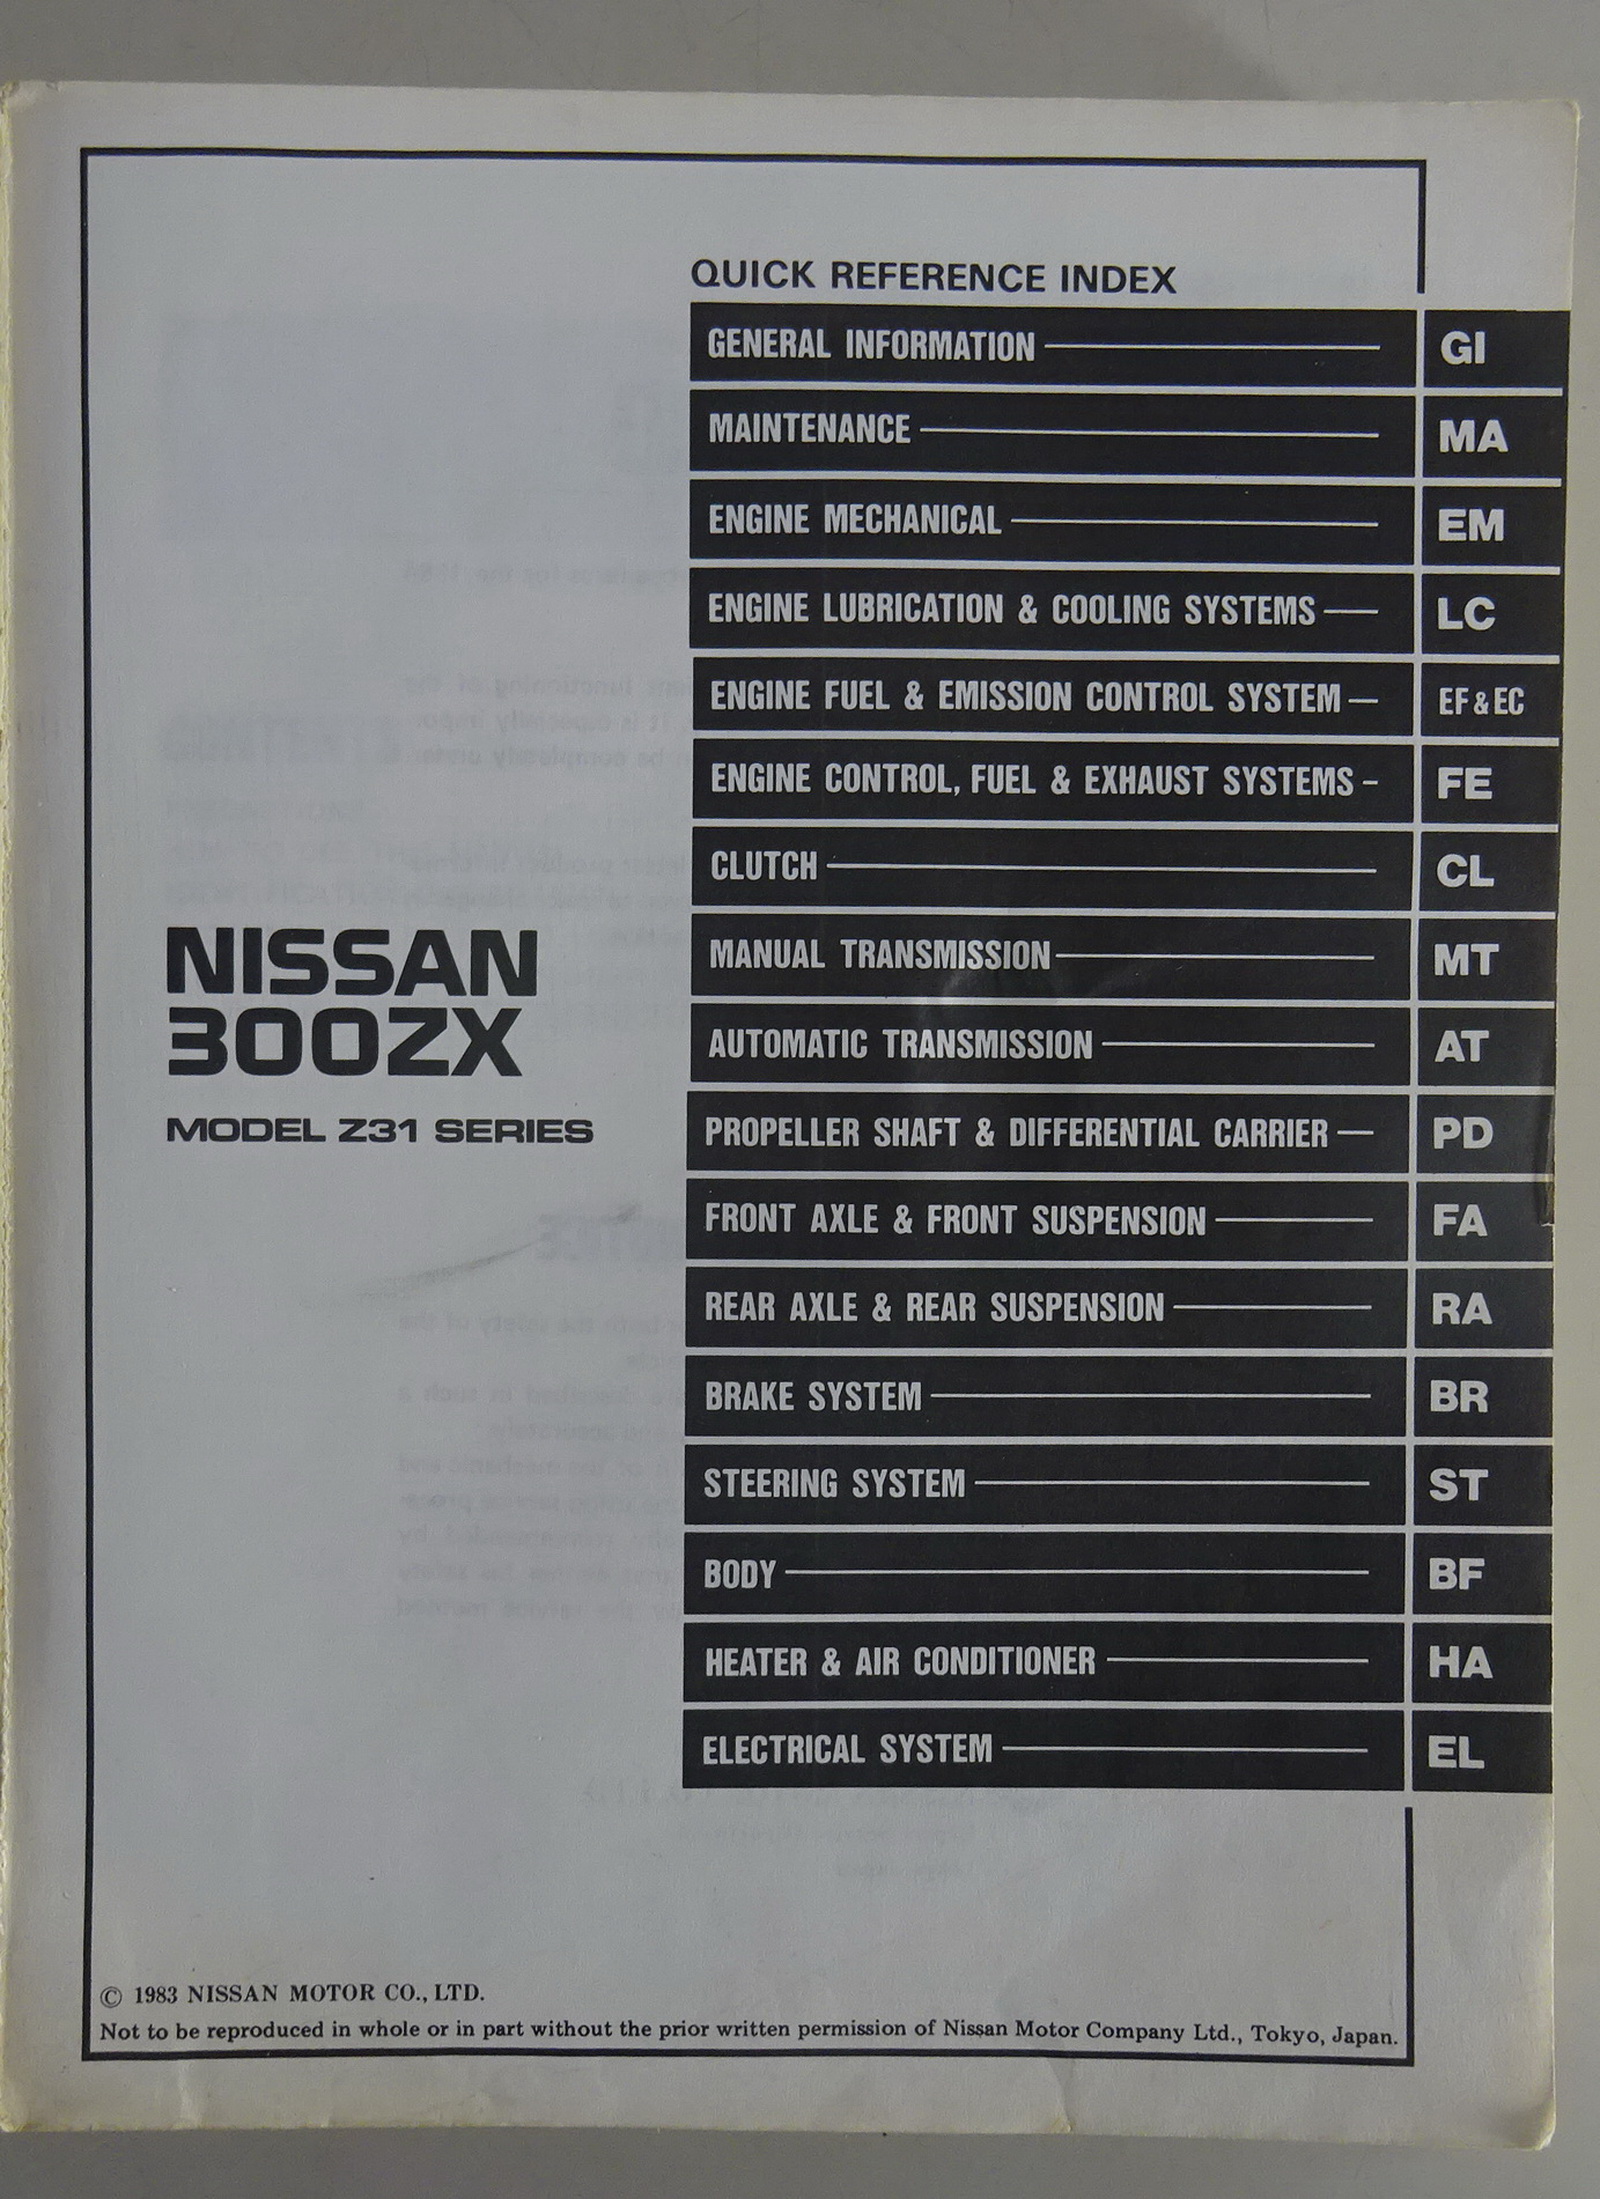 QUICK REFERENCE INDEX
GENERAL INFORMATION GI
MAINTENANCE MA
ENGINE MECHANICAL EM
ENGINE LUBRICATION & COOLING SYSTEMS LC
ENGINE FUEL & EMISSION CONTROL SYSTEM EF & EC
ENGINE CONTROL, FUEL & EXHAUST SYSTEMS FE
CLUTCH CL
MANUAL TRANSMISSION MT
AUTOMATIC TRANSMISSION AT
PROPELLER SHAFT & DIFFERENTIAL CARRIER PD
FRONT AXLE & FRONT SUSPENSION FA
REAR AXLE & REAR SUSPENSION RA
BRAKE SYSTEM BR
STEERING SYSTEM ST
BODY BF
HEATER & AIR CONDITIONER HA
ELECTRICAL SYSTEM EL
NISSAN
300ZX
MODEL Z31 SERIES
© 1983 NISSAN MOTOR CO., LTD.
Not to be reproduced in whole or in part without the prior written permission of Nissan Motor Company Ltd., Tokyo, Japan.